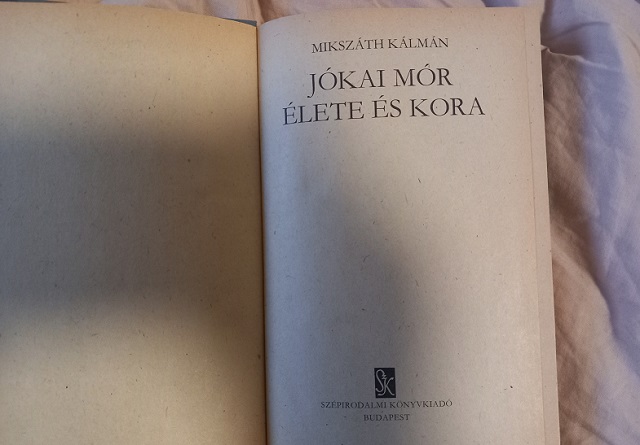 MIKSZÁTH KÁLMÁN
JÓKAI MÓR
ÉLETE ÉS KORA
SZK
SZÉPIRODALMI KÖNYVKIADÓ
BUDAPEST